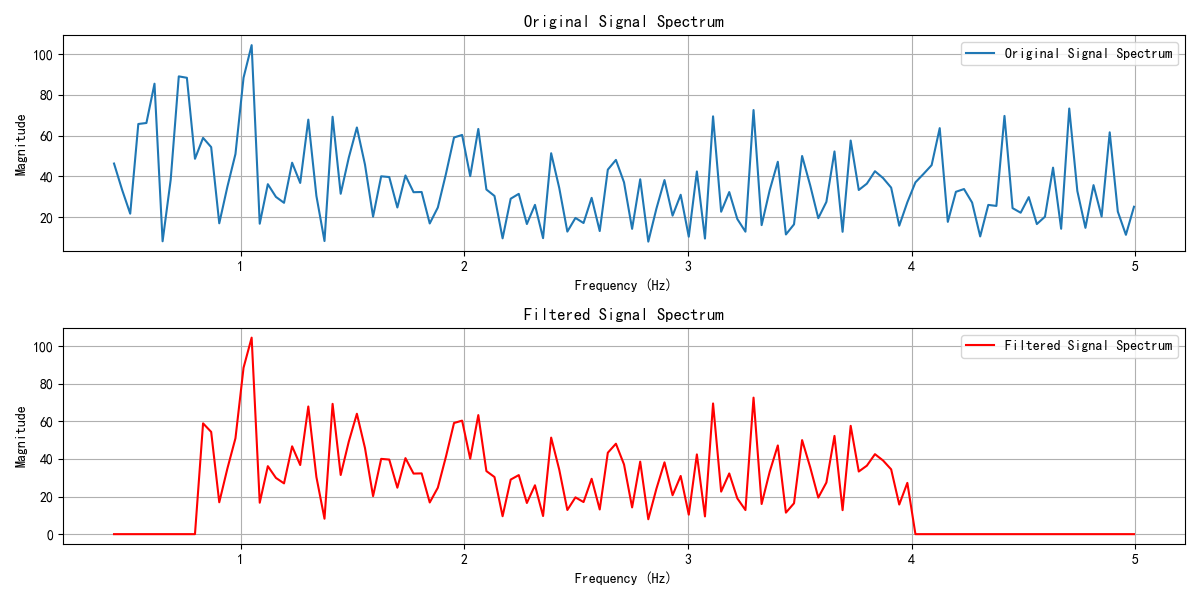 Original Signal Spectrum
Original Signal Spectrum
Magnitude
100
80
60
40
20
1 2 3 4 5
Frequency (Hz)
Filtered Signal Spectrum
Filtered Signal Spectrum
Magnitude
100
80
60
40
20
0
1 2 3 4 5
Frequency (Hz)